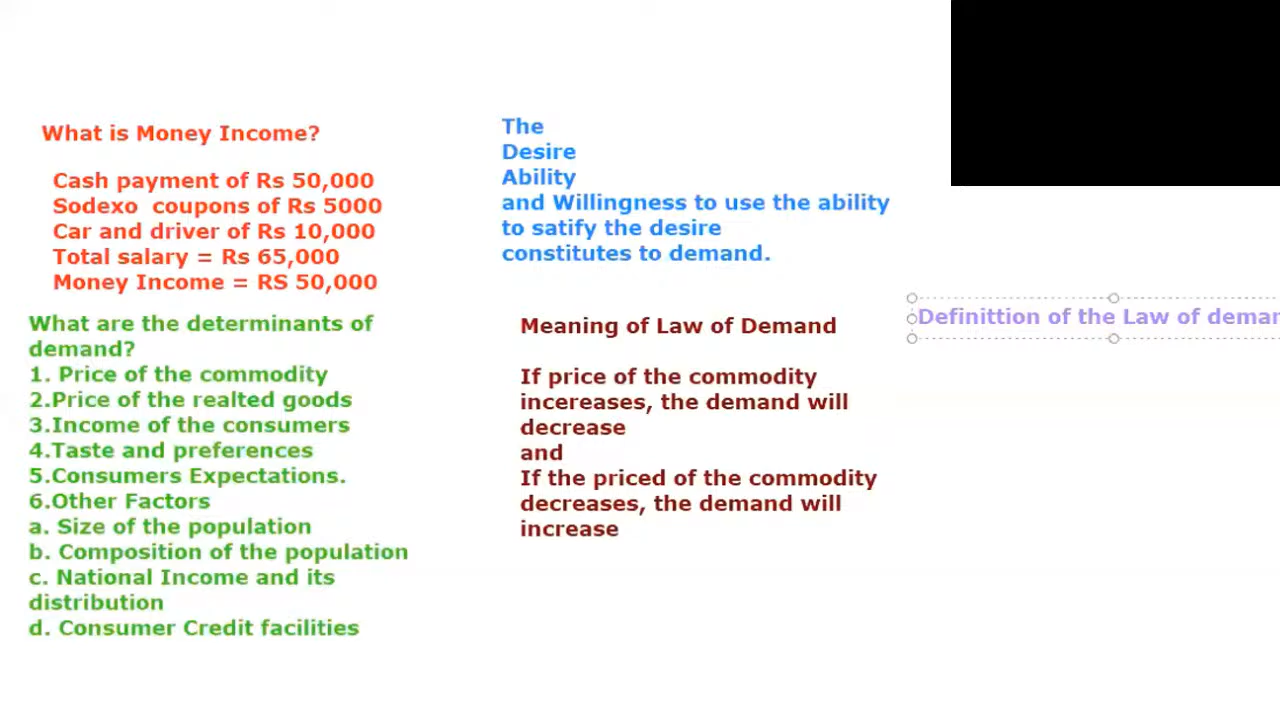 What is Money Income?
Cash payment of Rs 50,000
Sodexo coupons of Rs 5000
Car and driver of Rs 10,000
Total salary = Rs 65,000
Money Income = RS 50,000
What are the determinants of
demand?
1. Price of the commodity
2.Price of the realted goods
3.Income of the consumers
4.Taste and preferences
5.Consumers Expectations.
6.Other Factors
a. Size of the population
b. Composition of the population
c. National Income and its
distribution
d. Consumer Credit facilities
The
Desire
Ability
and Willingness to use the ability
to satify the desire
constitutes to demand.
Meaning of Law of Demand
If price of the commodity
incereases, the demand will
decrease
and
If the priced of the commodity
decreases, the demand will
increase
Definittion of the Law of